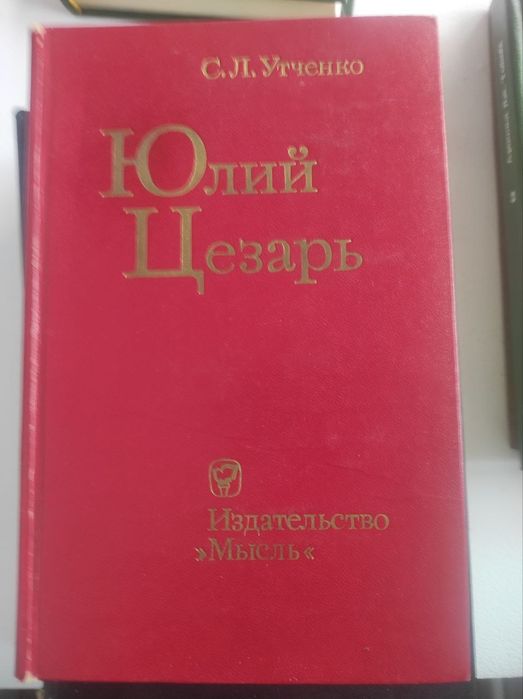 С. Л. Утченко
Юлий
Цезарь
Издательство
»Мысль«